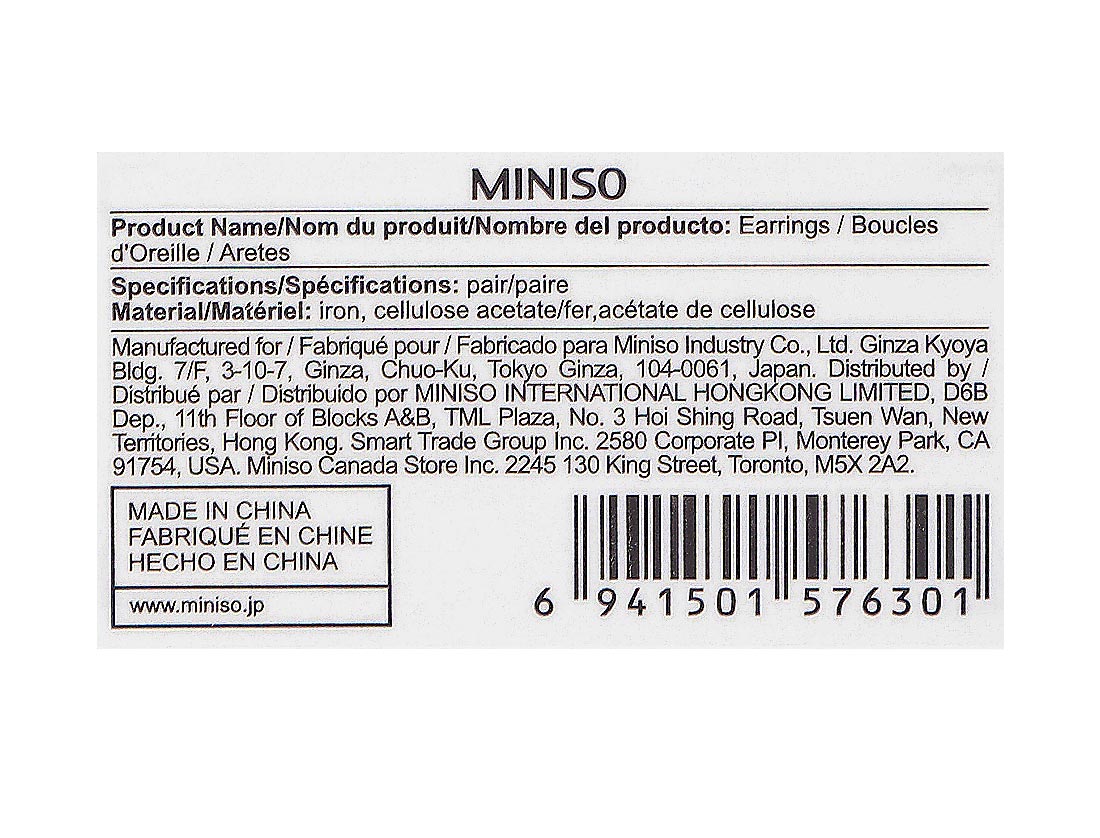 MINISO
Product Name/Nom du produit/Nombre del producto: Earrings / Boucles
d'Oreille / Aretes
Specifications/Spécifications: pair/paire
Material/Matériel: iron, cellulose acetate/fer,acétate de cellulose
Manufactured for / Fabriqué pour / Fabricado para Miniso Industry Co., Ltd. Ginza Kyoya
Bldg. 7/F, 3-10-7, Ginza, Chuo-Ku, Tokyo Ginza, 104-0061, Japan. Distributed by /
Distribué par / Distribuido por MINISO INTERNATIONAL HONGKONG LIMITED, D6B
Dep., 11th Floor of Blocks A&B, TML Plaza, No. 3 Hoi Shing Road, Tsuen Wan, New
Territories, Hong Kong. Smart Trade Group Inc. 2580 Corporate Pl, Monterey Park, CA
91754, USA. Miniso Canada Store Inc. 2245 130 King Street, Toronto, M5X 2A2.
MADE IN CHINA
FABRIQUÉ EN CHINE
HECHO EN CHINA
www.miniso.jp
6 941501 576301